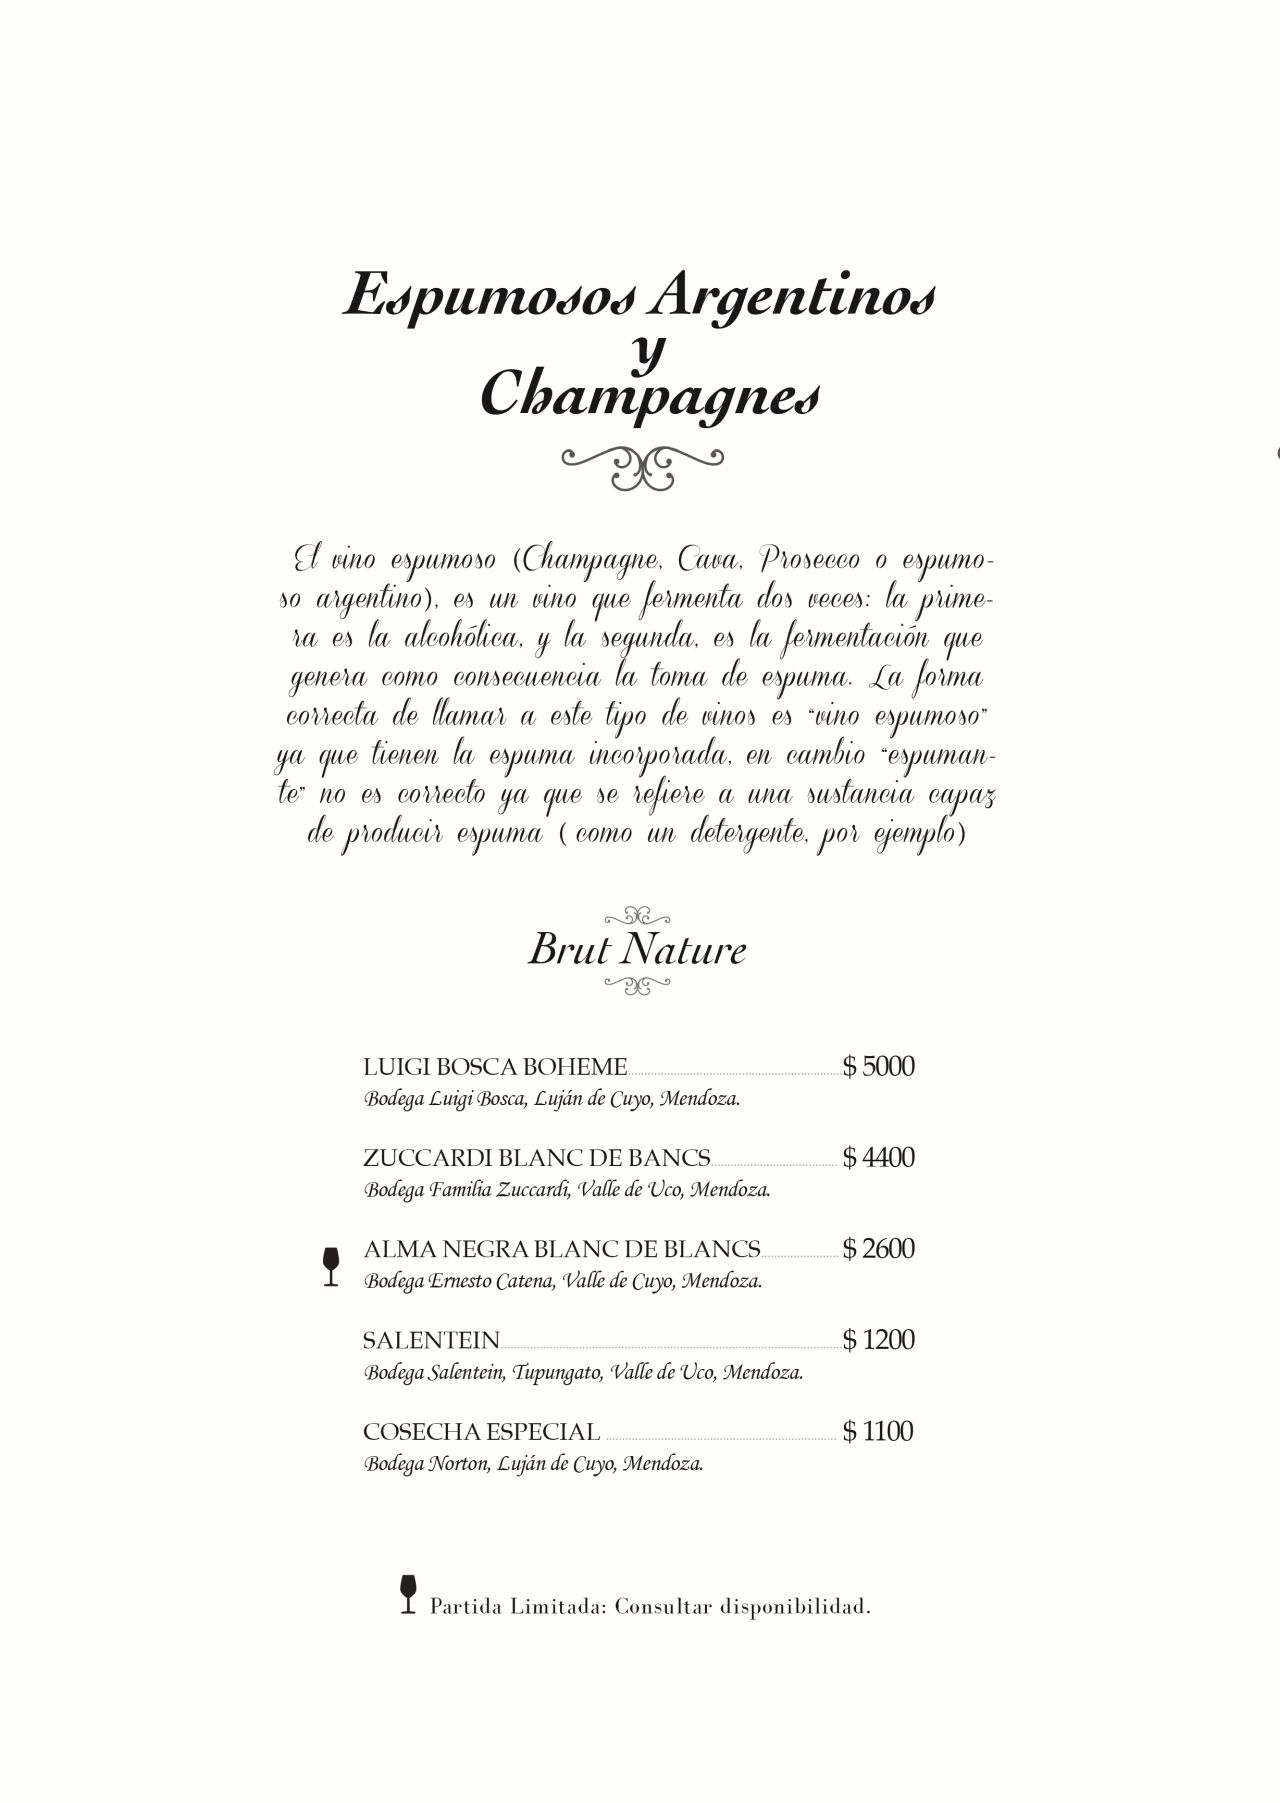 Espumosos Argentinos
y
Champagnes
El vino espumoso (Champagne, Cava, Prosecco o espumo-
so argentino), es un vino que fermenta dos veces: la prime-
ra es la alcohólica, y la segunda, es la fermentación que
genera como consecuencia la toma de espuma. La forma
correcta de llamar a este tipo de vinos es “vino espumoso”
ya que tienen la espuma incorporada, en cambio “espuman-
te” no es correcto ya que se refiere a una sustancia capaz
de producir espuma ( como un detergente, por ejemplo)
Brut Nature
LUIGI BOSCA BOHEME $ 5000
Bodega Luigi Bosca, Luján de Cuyo, Mendoza.
ZUCCARDI BLANC DE BANCS $ 4400
Bodega Familia Zuccardi, Valle de Uco, Mendoza.
ALMA NEGRA BLANC DE BLANCS $ 2600
Bodega Ernesto Catena, Valle de Cuyo, Mendoza.
SALENTEIN $ 1200
Bodega Salentein, Tupungato, Valle de Uco, Mendoza.
COSECHA ESPECIAL $ 1100
Bodega Norton, Luján de Cuyo, Mendoza.
Partida Limitada: Consultar disponibilidad.